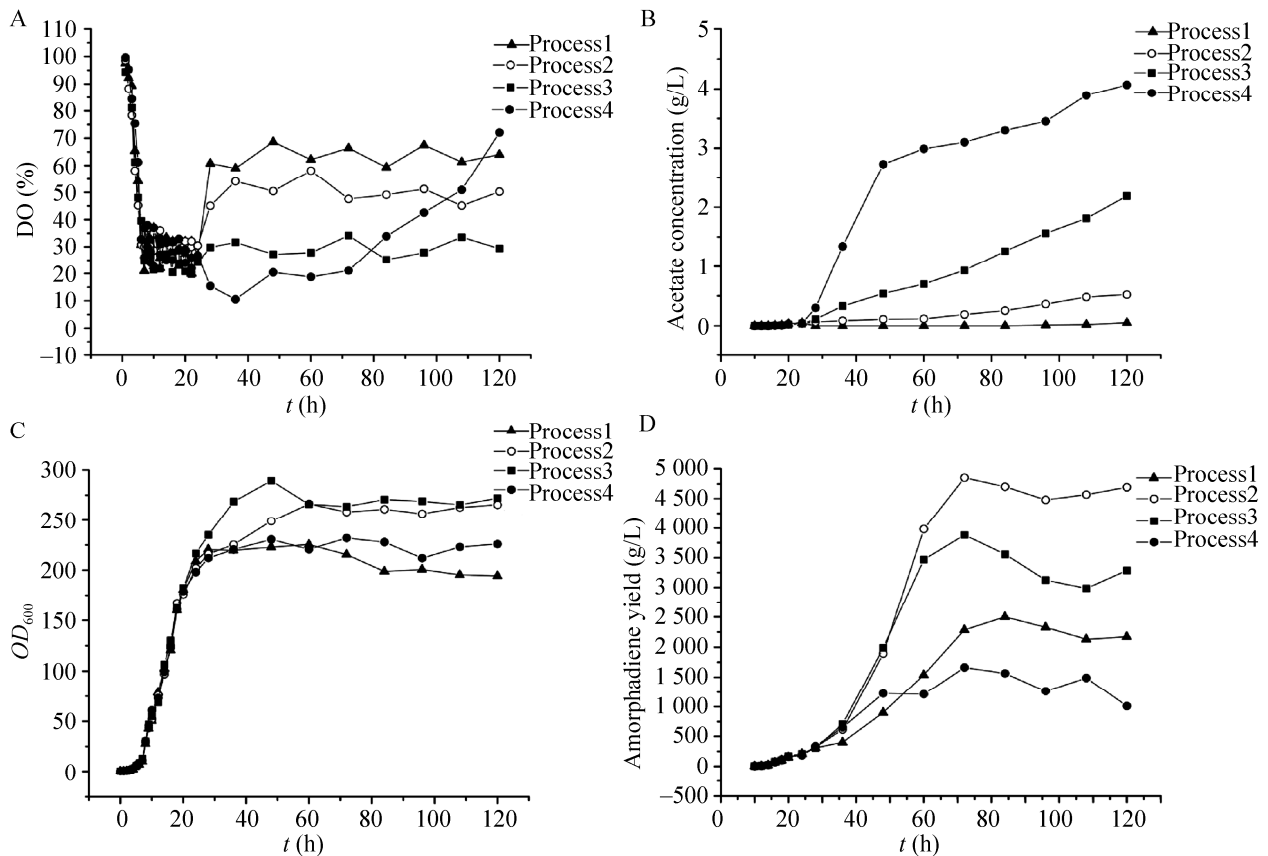 A
110
100
90
80
70
60
50
40
30
20
10
0
–10
DO (%)
0 20 40 60 80 100 120
t (h)
Process1
Process2
Process3
Process4
B
5
4
3
2
1
0
Acetate concentration (g/L)
0 20 40 60 80 100 120
t (h)
Process1
Process2
Process3
Process4
C
300
250
200
150
100
50
0
OD600
0 20 40 60 80 100 120
t (h)
Process1
Process2
Process3
Process4
D
5 000
4 500
4 000
3 500
3 000
2 500
2 000
1 500
1 000
500
0
–500
Amorphadiene yield (g/L)
0 20 40 60 80 100 120
t (h)
Process1
Process2
Process3
Process4